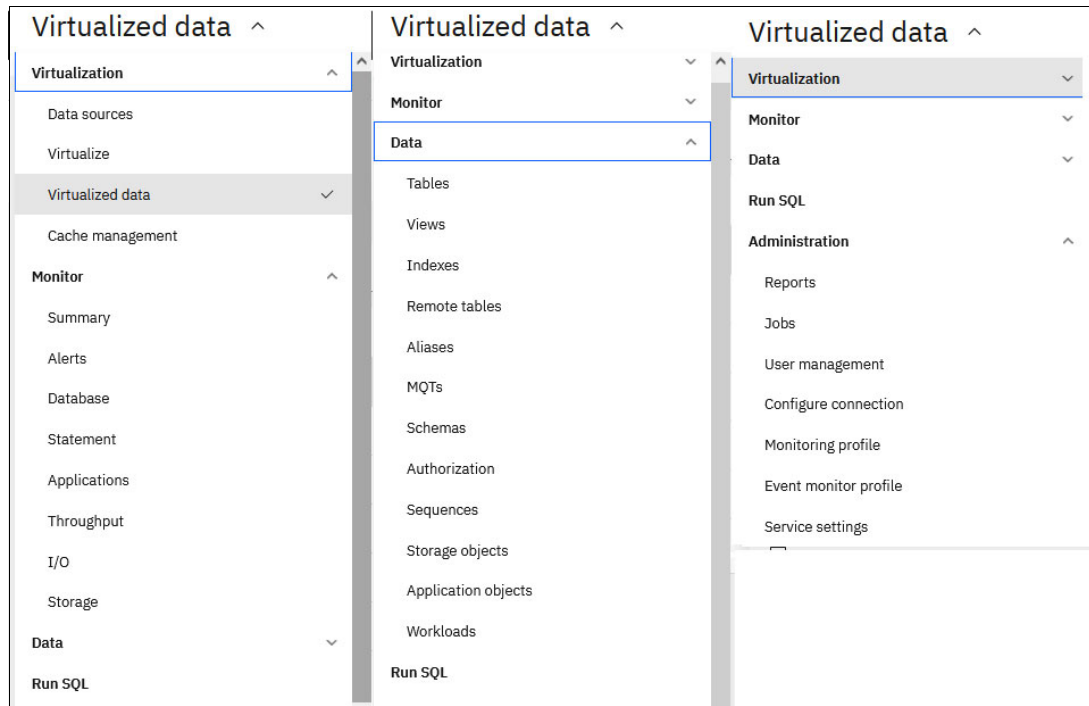 Virtualized data
Virtualization
Data sources
Virtualize
Virtualized data
Cache management
Monitor
Summary
Alerts
Database
Statement
Applications
Throughput
I/O
Storage
Data
Run SQL
Virtualized data
Virtualization
Monitor
Data
Tables
Views
Indexes
Remote tables
Aliases
MQTs
Schemas
Authorization
Sequences
Storage objects
Application objects
Workloads
Run SQL
Virtualized data
Virtualization
Monitor
Data
Run SQL
Administration
Reports
Jobs
User management
Configure connection
Monitoring profile
Event monitor profile
Service settings